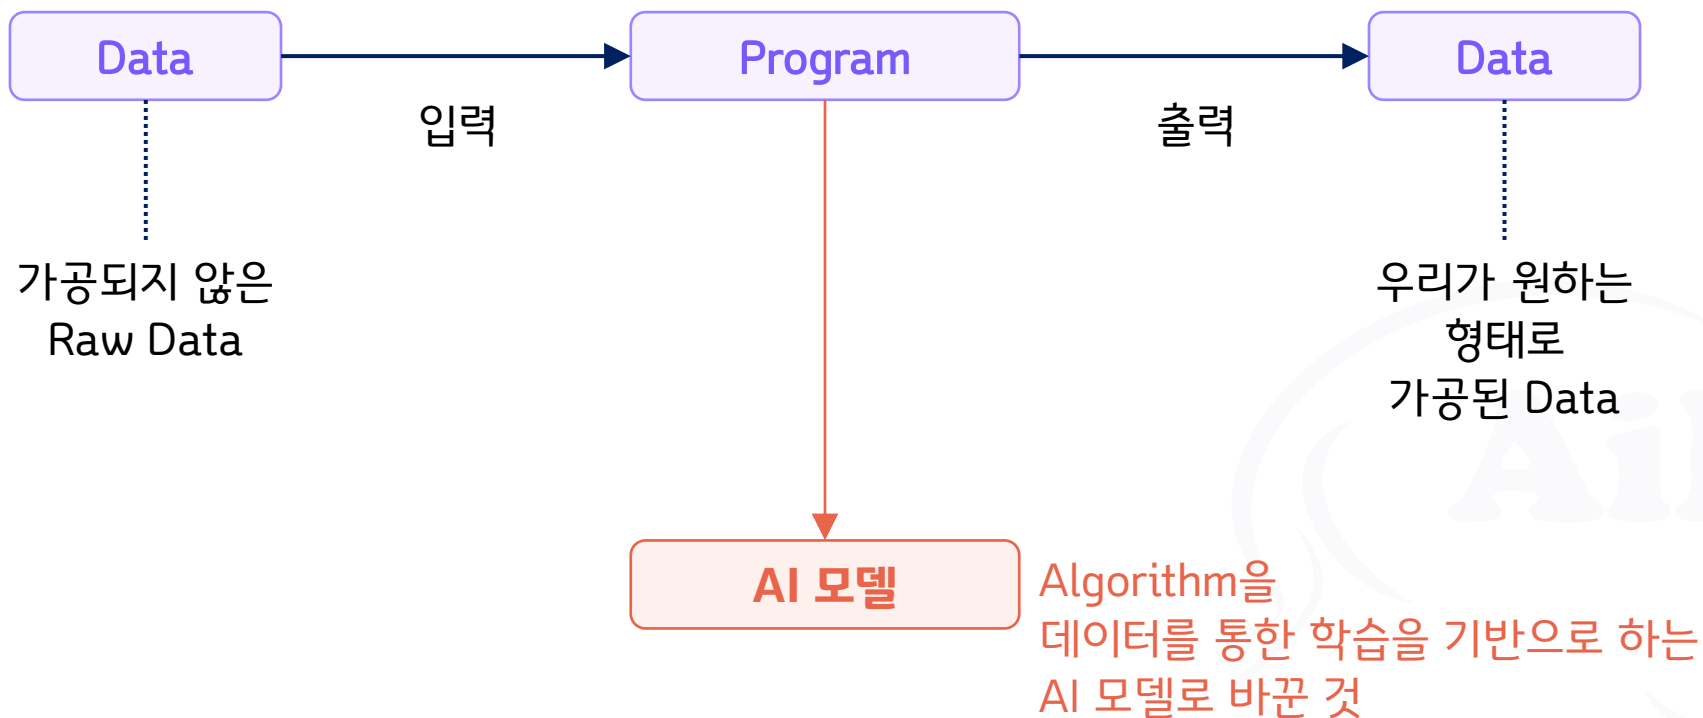 Data
Program
Data
입력
출력
가공되지 않은
Raw Data
우리가 원하는
형태로
가공된 Data
AI 모델
Algorithm을
데이터를 통한 학습을 기반으로 하는
AI 모델로 바꾼 것